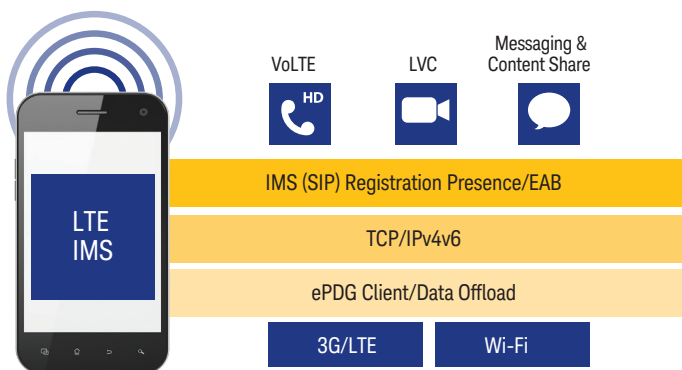 VoLTE
LVC
Messaging &
Content Share
HD
IMS (SIP) Registration Presence/EAB
LTE
IMS
TCP/IPv4v6
ePDG Client/Data Offload
3G/LTE
Wi-Fi